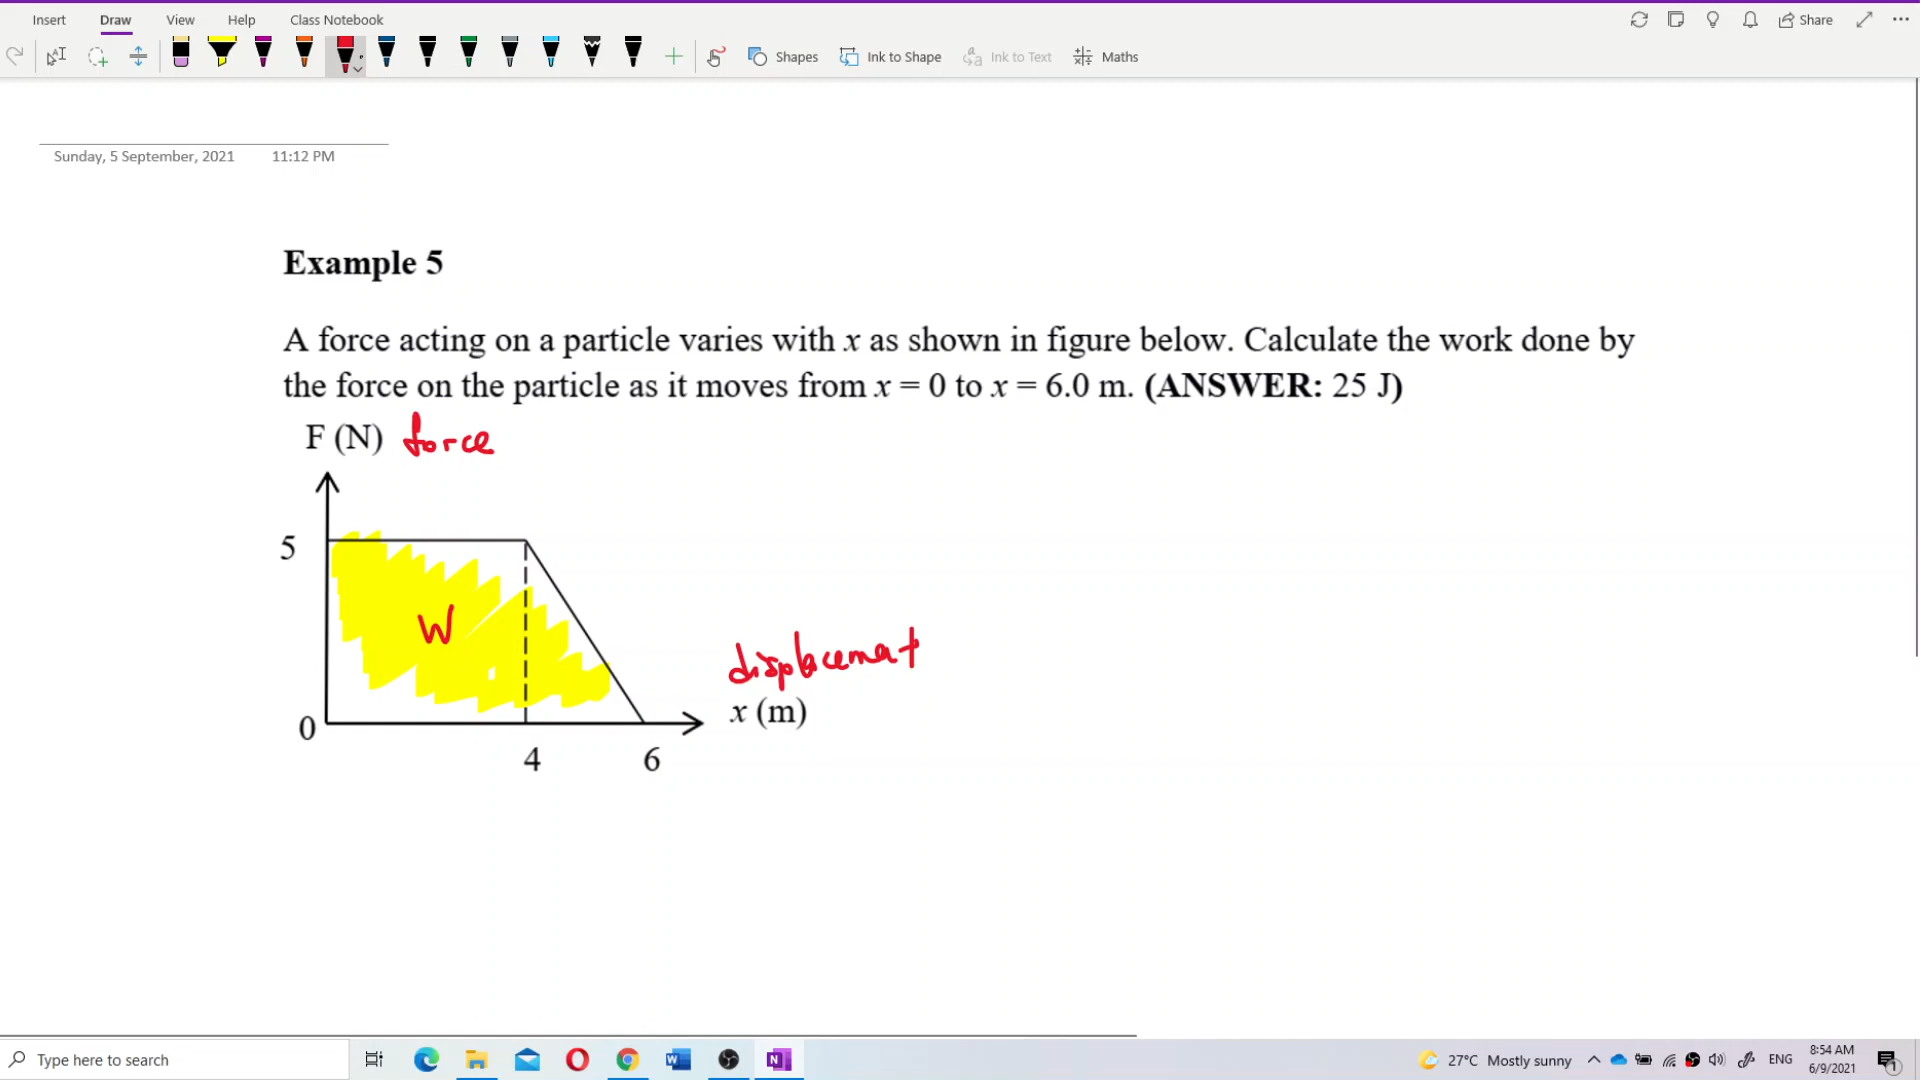 Insert Draw View Help Class Notebook Share
Shapes Ink to Shape Ink to Text Maths
Sunday, 5 September, 2021 11:12 PM
Example 5
A force acting on a particle varies with x as shown in figure below. Calculate the work done by
the force on the particle as it moves from x = 0 to x = 6.0 m. (ANSWER: 25 J)
F (N) force
5
W
displacemat
x (m)
0
4 6
Type here to search 27°C Mostly sunny ENG 8:54 AM
6/9/2021
1